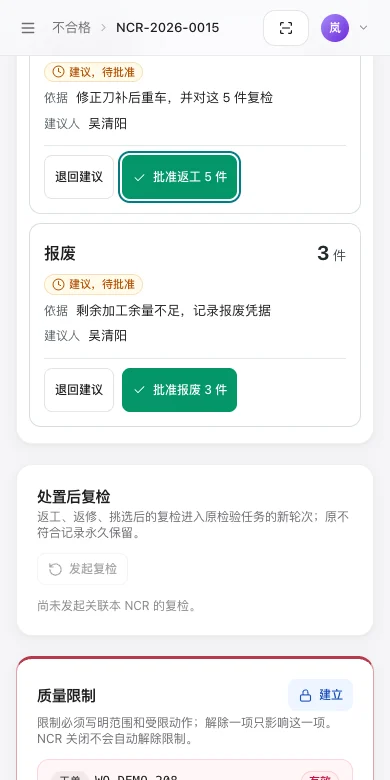 不合格 > NCR-2026-0015 岚
建议，待批准
依据 修正刀补后重车，并对这 5 件复检
建议人 吴清阳
退回建议 批准返工 5 件
报废 3 件
建议，待批准
依据 剩余加工余量不足，记录报废凭据
建议人 吴清阳
退回建议 批准报废 3 件
处置后复检
返工、返修、挑选后的复检进入原检验任务的新轮次；原不
符合记录永久保留。
发起复检
尚未发起关联本 NCR 的复检。
质量限制 建立
限制必须写明范围和受限动作；解除一项只影响这一项。
NCR 关闭不会自动解除限制。
工单 WO-DEMO-208 有效